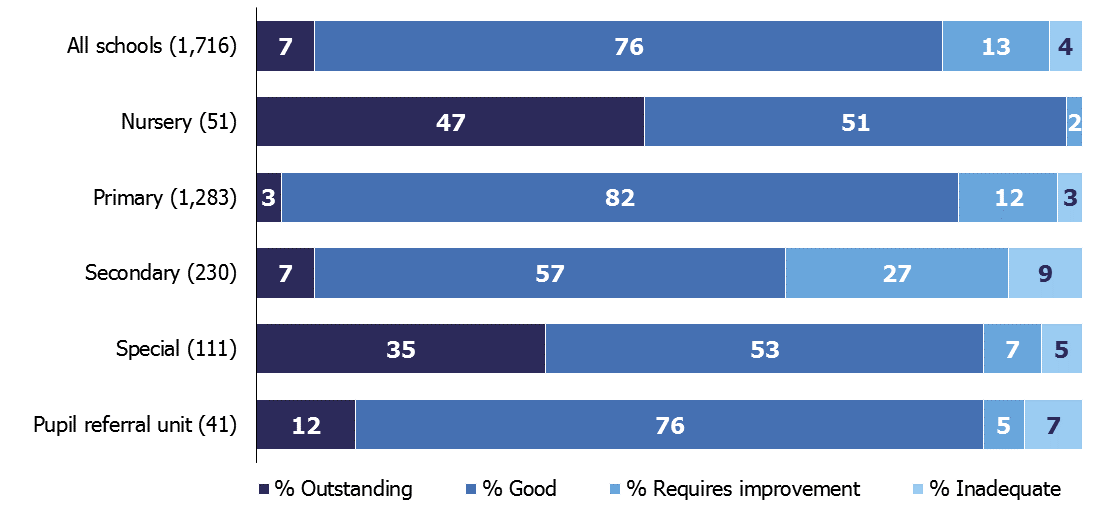 All schools (1,716) 7 76 13 4
Nursery (51) 47 51 2
Primary (1,283) 3 82 12 3
Secondary (230) 7 57 27 9
Special (111) 35 53 7 5
Pupil referral unit (41) 12 76 5 7
% Outstanding % Good % Requires improvement % Inadequate